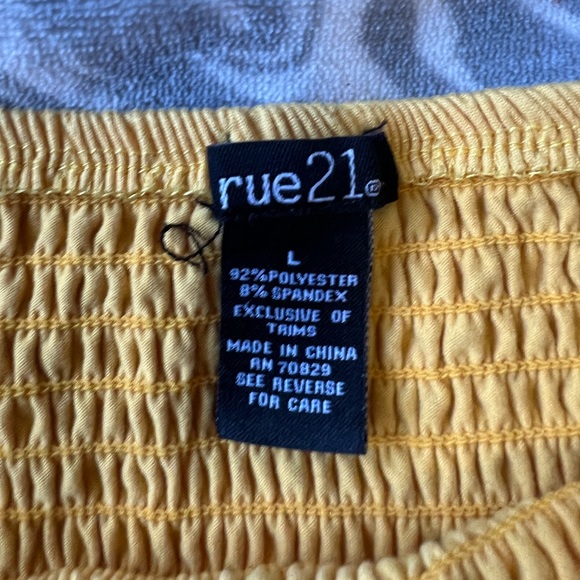 rue21®
L
92% POLYESTER
8% SPANDEX
EXCLUSIVE OF
TRIMS
MADE IN CHINA
RN 70829
SEE REVERSE
FOR CARE